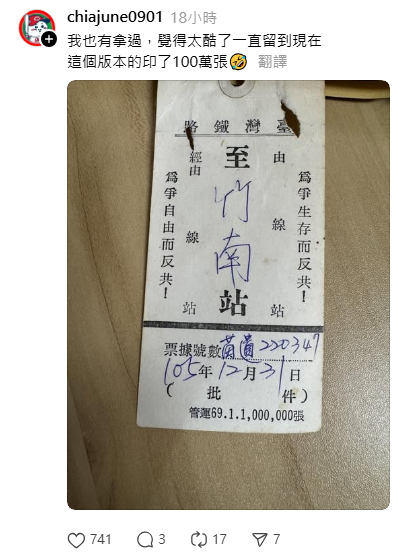 chiajune0901 18小時
我也有拿過，覺得太酷了一直留到現在
這個版本的印了100萬張🤣 翻譯
路鐵灣臺
由 線 站
至 竹南 站
經由 線 站
為爭生存而反共！
為爭自由而反共！
票據號數 220347
105年12月31日
（批 件）
管運69.1.1,000,000張
741 3 17 7